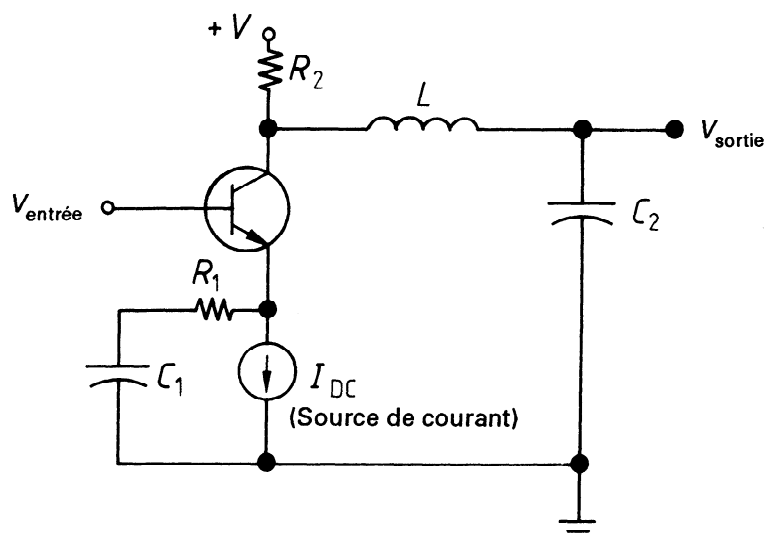 +V
R2
L
Vsortie
Ventrée
C2
R1
C1
IDC
(Source de courant)